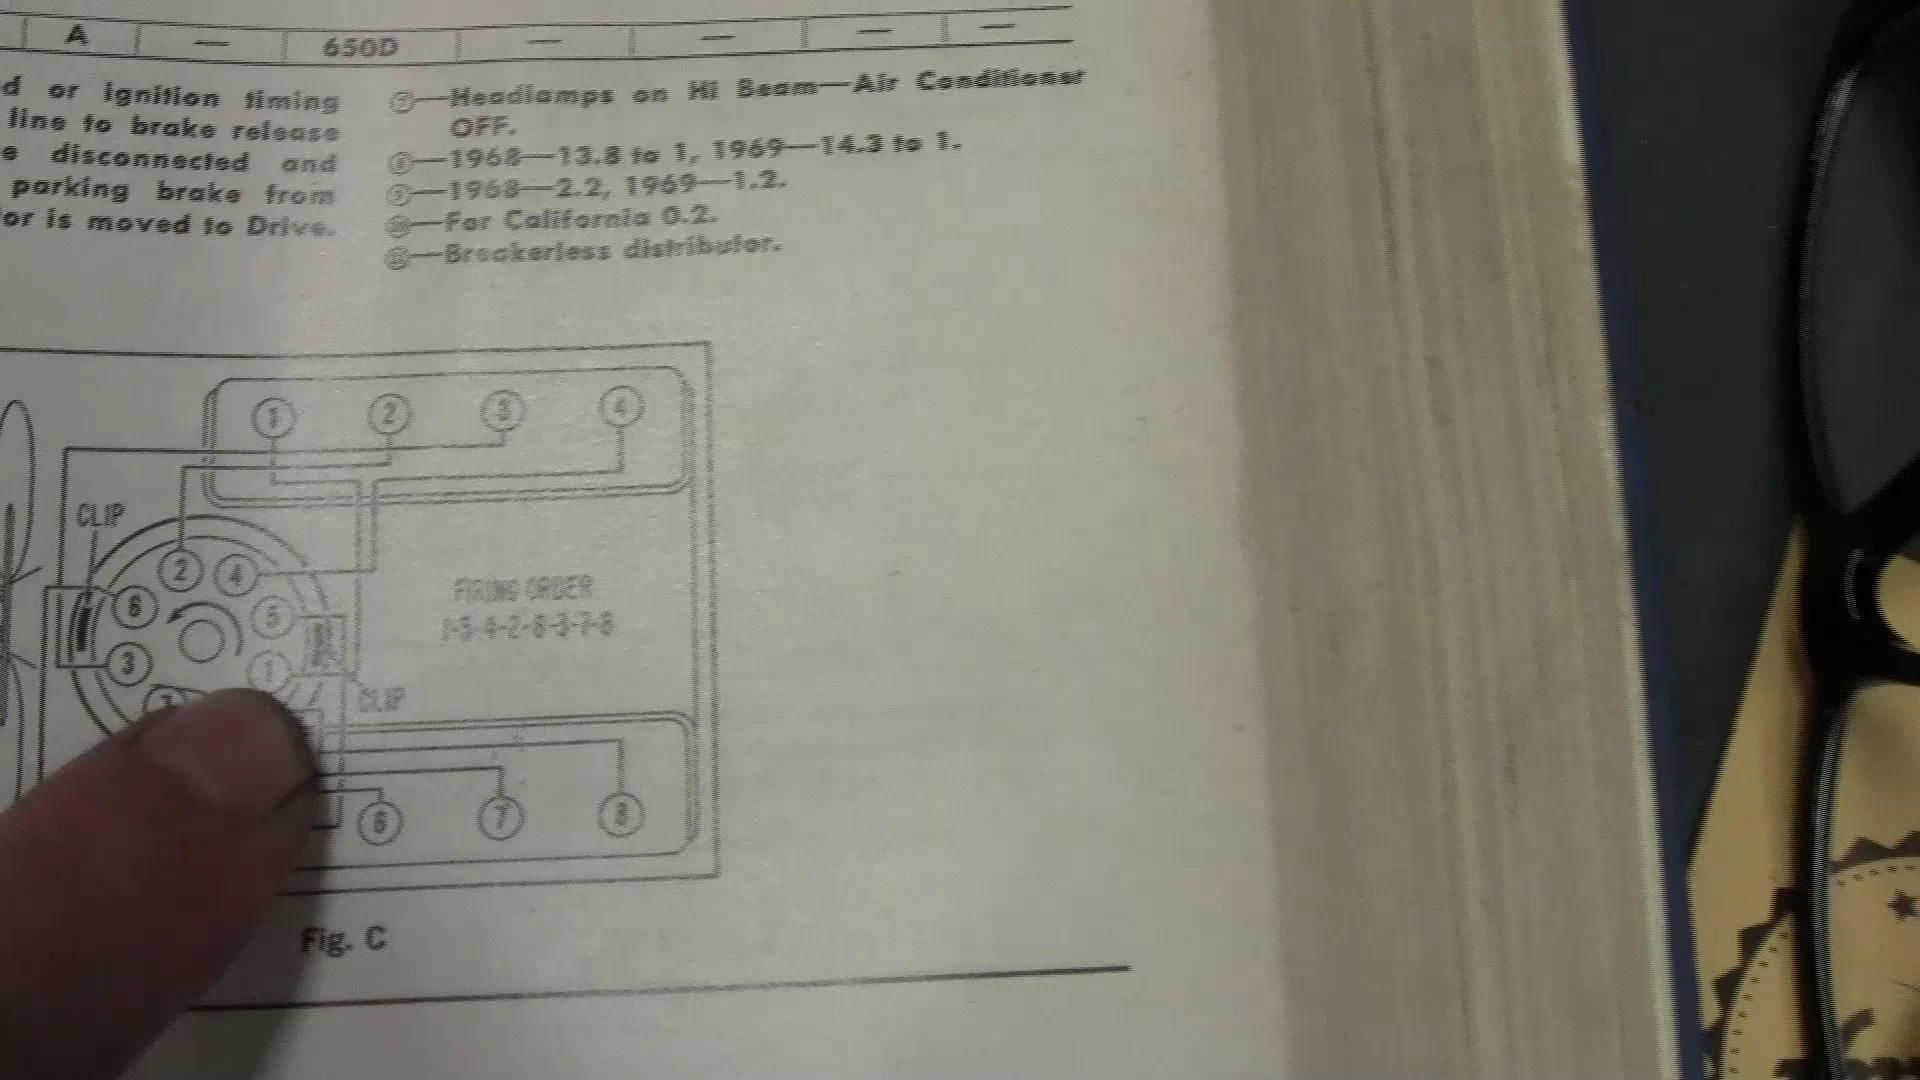 A — 650D — — — —
d or ignition timing
line to brake release
e disconnected and
parking brake from
or is moved to Drive.
⑦—Headlamps on Hi Beam—Air Conditioner
OFF.
—1968—13.8 to 1, 1969—14.3 to 1.
—1968—2.2, 1969—1.2.
—For California 0.2.
—Breakerless distributor.
1 2 3 4
CLIP
2 4
6 5
3 1
7
FIRING ORDER
1-5-4-2-6-3-7-8
CLIP
6 7 8
Fig. C